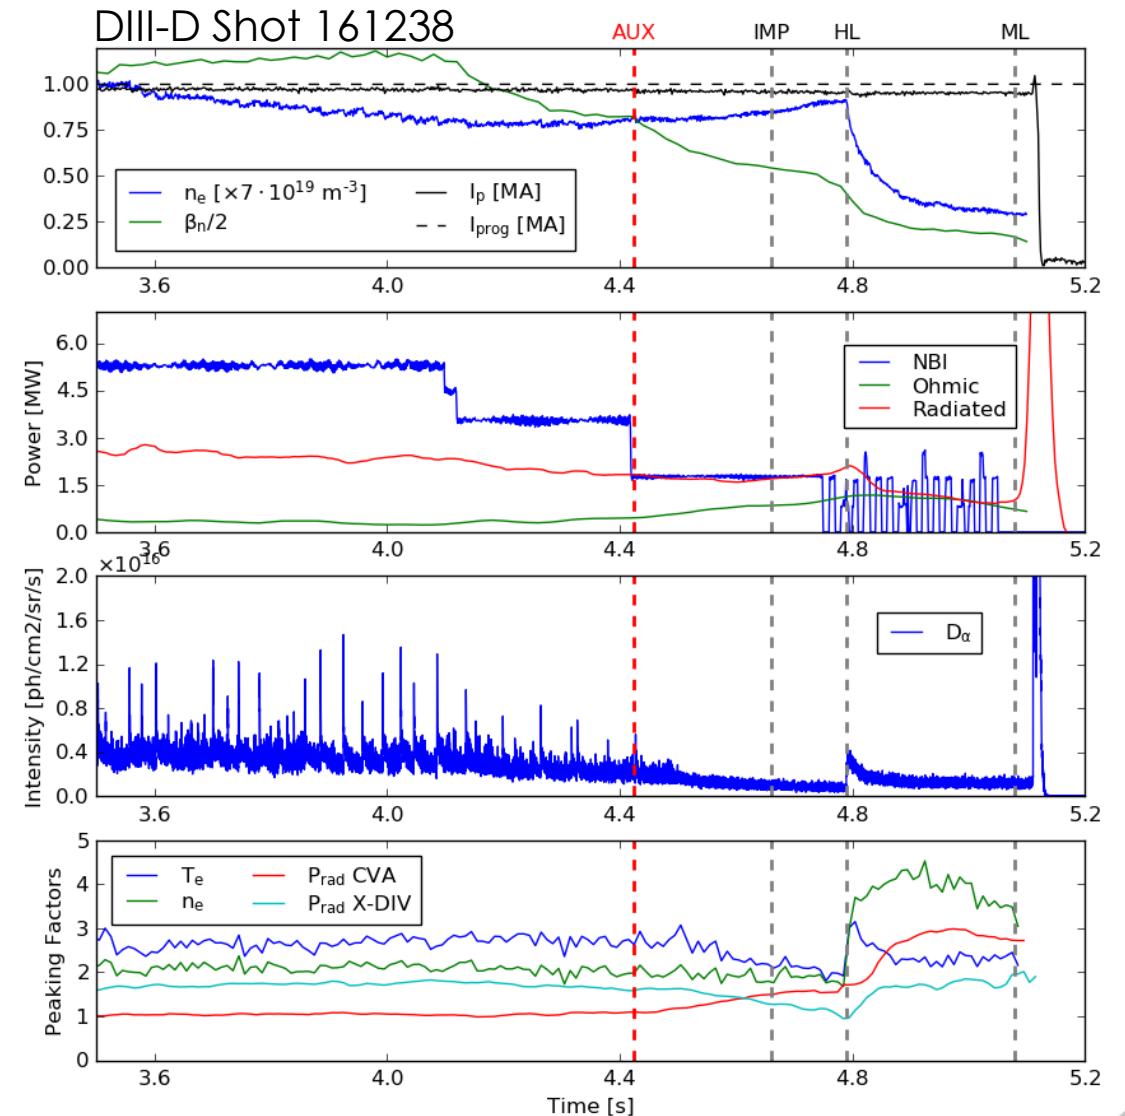 DIII-D Shot 161238
AUX IMP HL ML
1.00
0.75
0.50
0.25
0.00
nₑ [×7·10¹⁹ m⁻³] Iₚ [MA]
βₙ/2 Iₚᵣₒg [MA]
3.6 4.0 4.4 4.8 5.2
Power [MW]
6.0
4.5
3.0
1.5
0.0
NBI
Ohmic
Radiated
3.6 4.0 4.4 4.8 5.2
×10¹⁶
Intensity [ph/cm2/sr/s]
2.0
1.6
1.2
0.8
0.4
0.0
Dα
3.6 4.0 4.4 4.8 5.2
Peaking Factors
5
4
3
2
1
0
Tₑ P_rad CVA
nₑ P_rad X-DIV
3.6 4.0 4.4 4.8 5.2
Time [s]